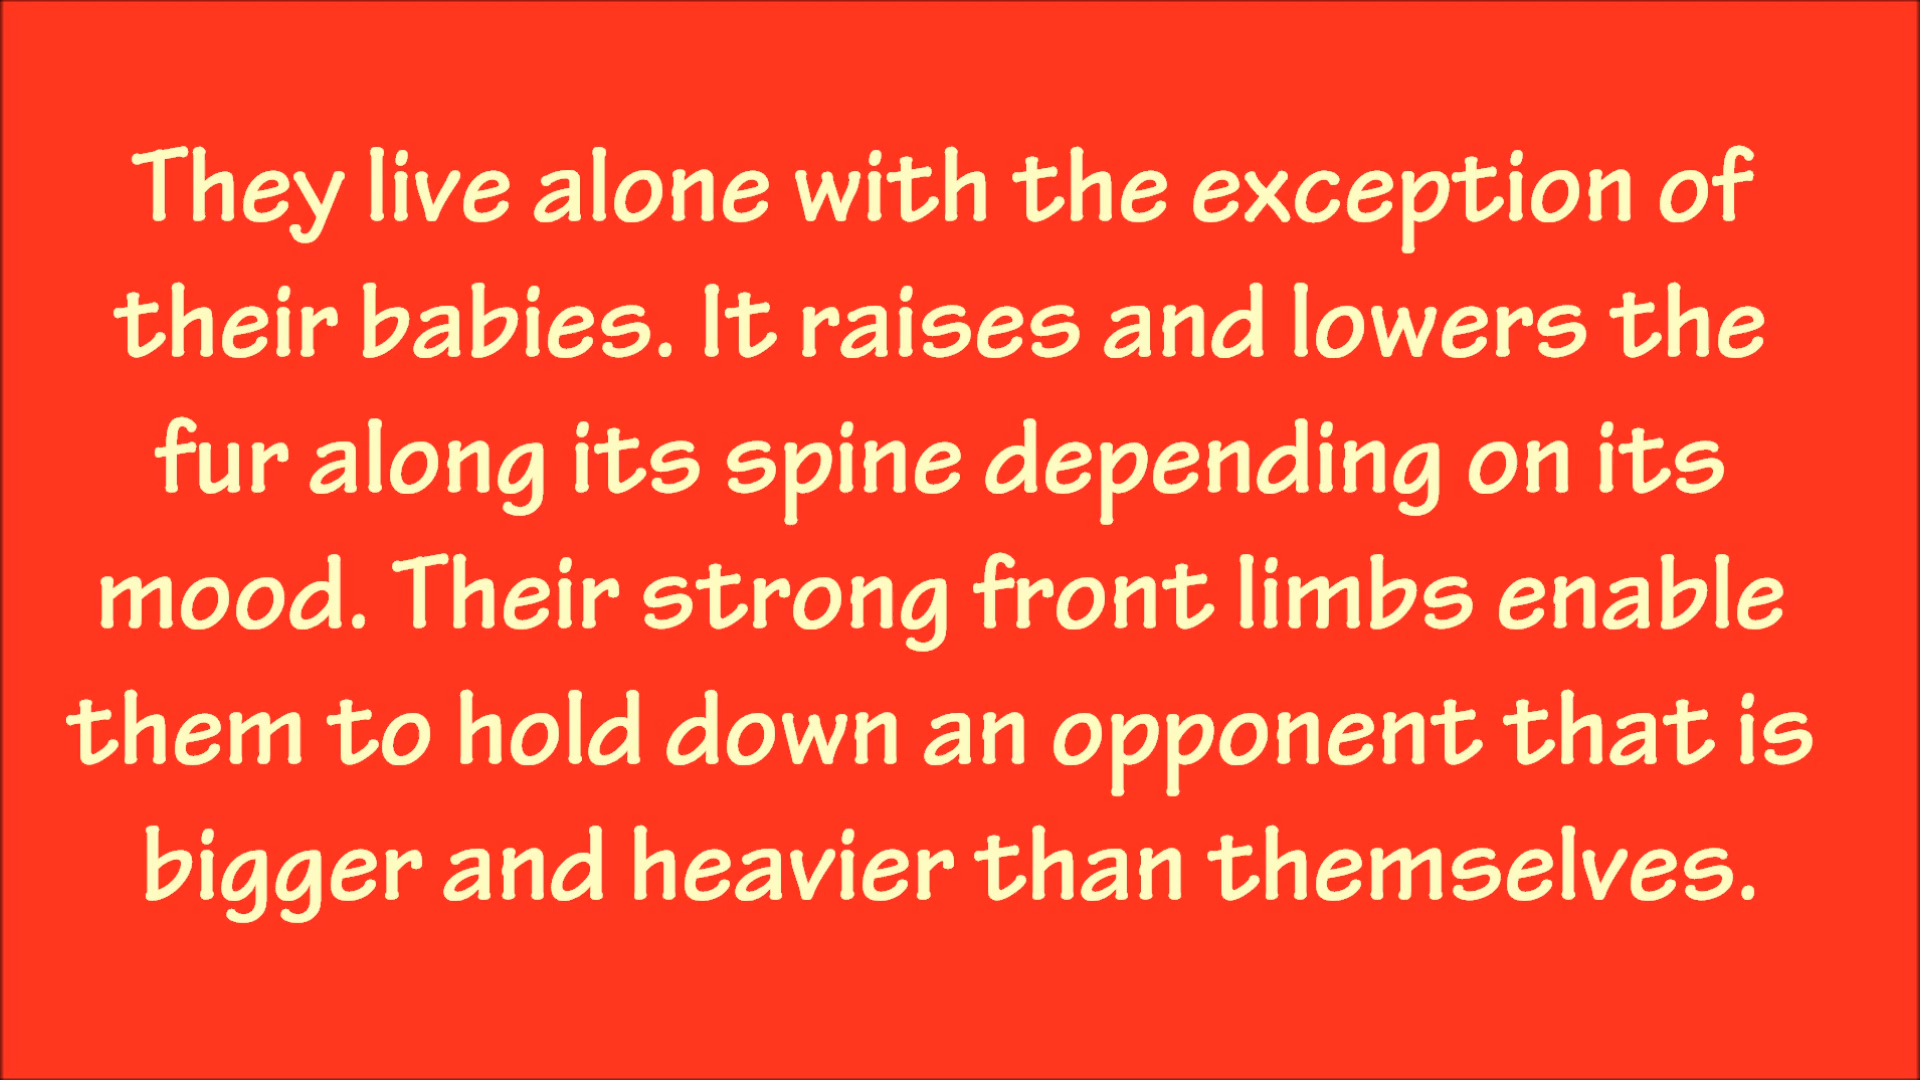 They live alone with the exception of
their babies. It raises and lowers the
fur along its spine depending on its
mood. Their strong front limbs enable
them to hold down an opponent that is
bigger and heavier than themselves.